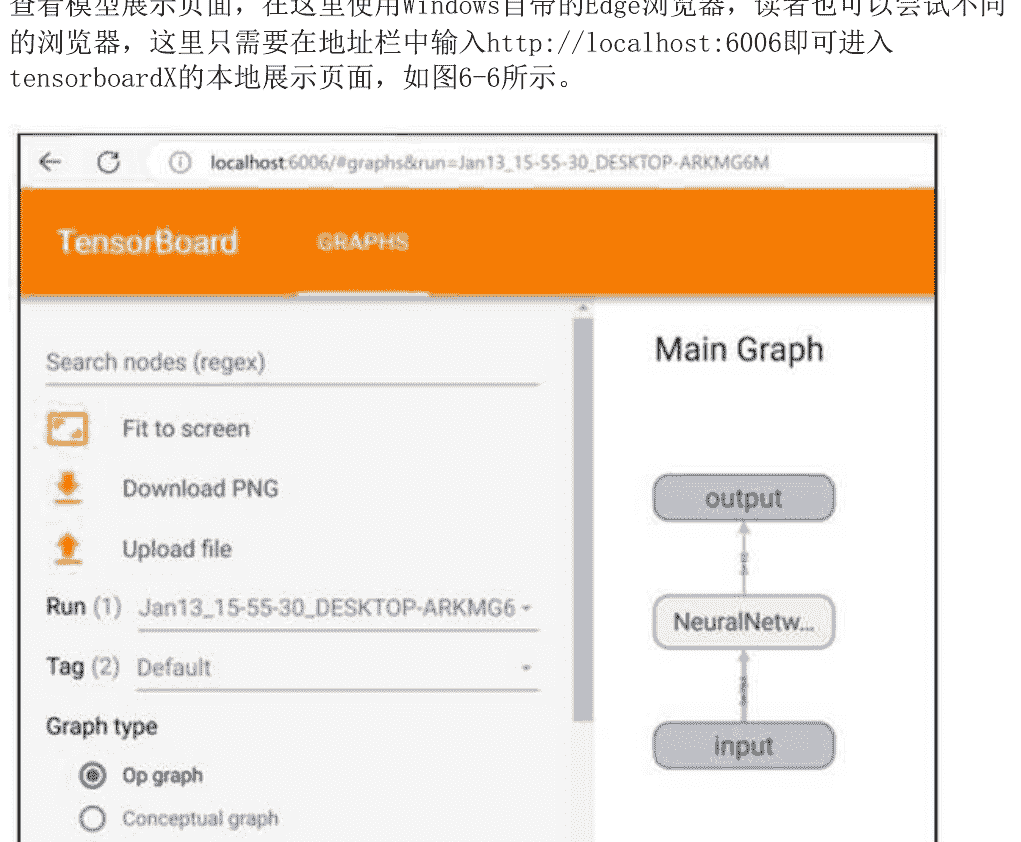 查看模型展示页面，在这里使用Windows自带的Edge浏览器，读者也可以尝试不同
的浏览器，这里只需要在地址栏中输入http://localhost:6006即可进入
tensorboardX的本地展示页面，如图6-6所示。
localhost:6006/#graphs&run=Jan13_15-55-30_DESKTOP-ARKMG6M
TensorBoard GRAPHS
Search nodes (regex)
Fit to screen
Download PNG
Upload file
Run (1) Jan13_15-55-30_DESKTOP-ARKMG6
Tag (2) Default
Graph type
Op graph
Conceptual graph
Main Graph
output
NeuralNetw...
input